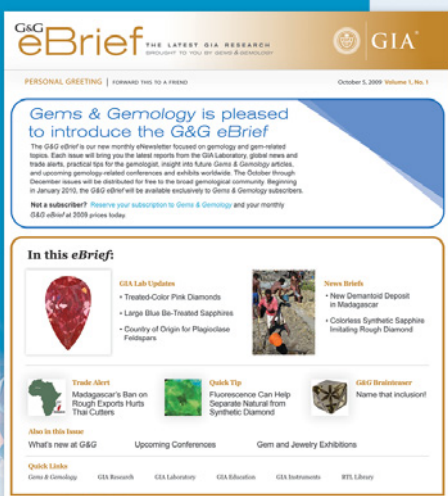 G&G
eBrief
THE LATEST GIA RESEARCH
BROUGHT TO YOU BY GEMS & GEMOLOGY
GIA
PERSONAL GREETING | FORWARD THIS TO A FRIEND
October 5, 2009 Volume 1, No. 1
Gems & Gemology is pleased
to introduce the G&G eBrief
The G&G eBrief is our new monthly eNewsletter focused on gemology and gem-related
topics. Each issue will bring you the latest reports from the GIA Laboratory, global news and
trade alerts, practical tips for the gemologist, insight into future Gems & Gemology articles,
and upcoming gemology-related conferences and exhibits worldwide. The October through
December issues will be distributed for free to the broad gemological community. Beginning
in January 2010, the G&G eBrief will be available exclusively to Gems & Gemology subscribers.
Not a subscriber? Reserve your subscription to Gems & Gemology and your monthly
G&G eBrief at 2009 prices today.
In this eBrief:
GIA Lab Updates
• Treated-Color Pink Diamonds
• Large Blue Be-Treated Sapphires
• Country of Origin for Plagioclase
Feldspars
News Briefs
• New Demantoid Deposit
in Madagascar
• Colorless Synthetic Sapphire
Imitating Rough Diamond
Trade Alert
Madagascar's Ban on
Rough Exports Hurts
Thai Cutters
Quick Tip
Fluorescence Can Help
Separate Natural from
Synthetic Diamond
G&G Brainteaser
Name that inclusion!
Also in this Issue
What's new at G&G
Upcoming Conferences
Gem and Jewelry Exhibitions
Quick Links
Gems & Gemology
GIA Research
GIA Laboratory
GIA Education
GIA Instruments
RTL Library